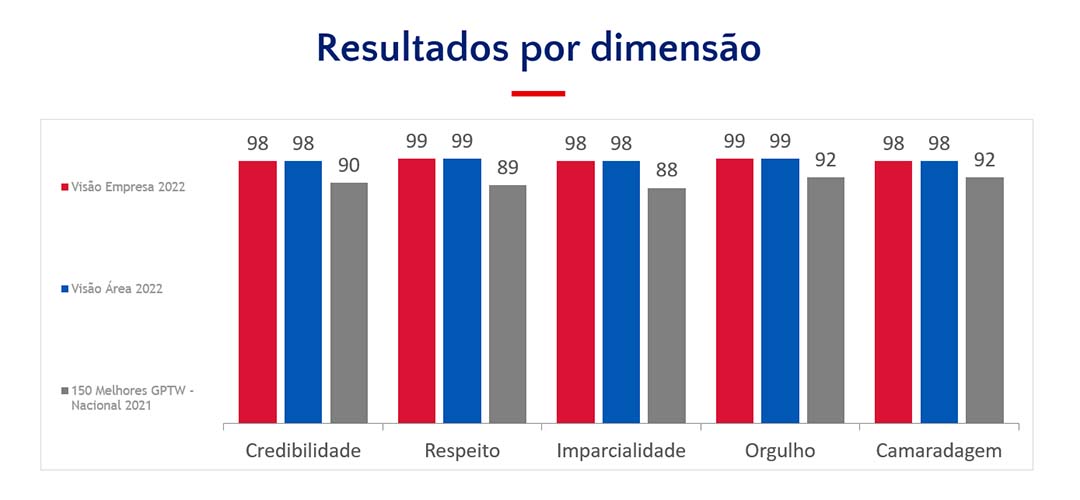 Resultados por dimensão
98 98 90 99 99 89 98 98 88 99 99 92 98 98 92
Visão Empresa 2022
Visão Área 2022
150 Melhores GPTW -
Nacional 2021
Credibilidade Respeito Imparcialidade Orgulho Camaradagem